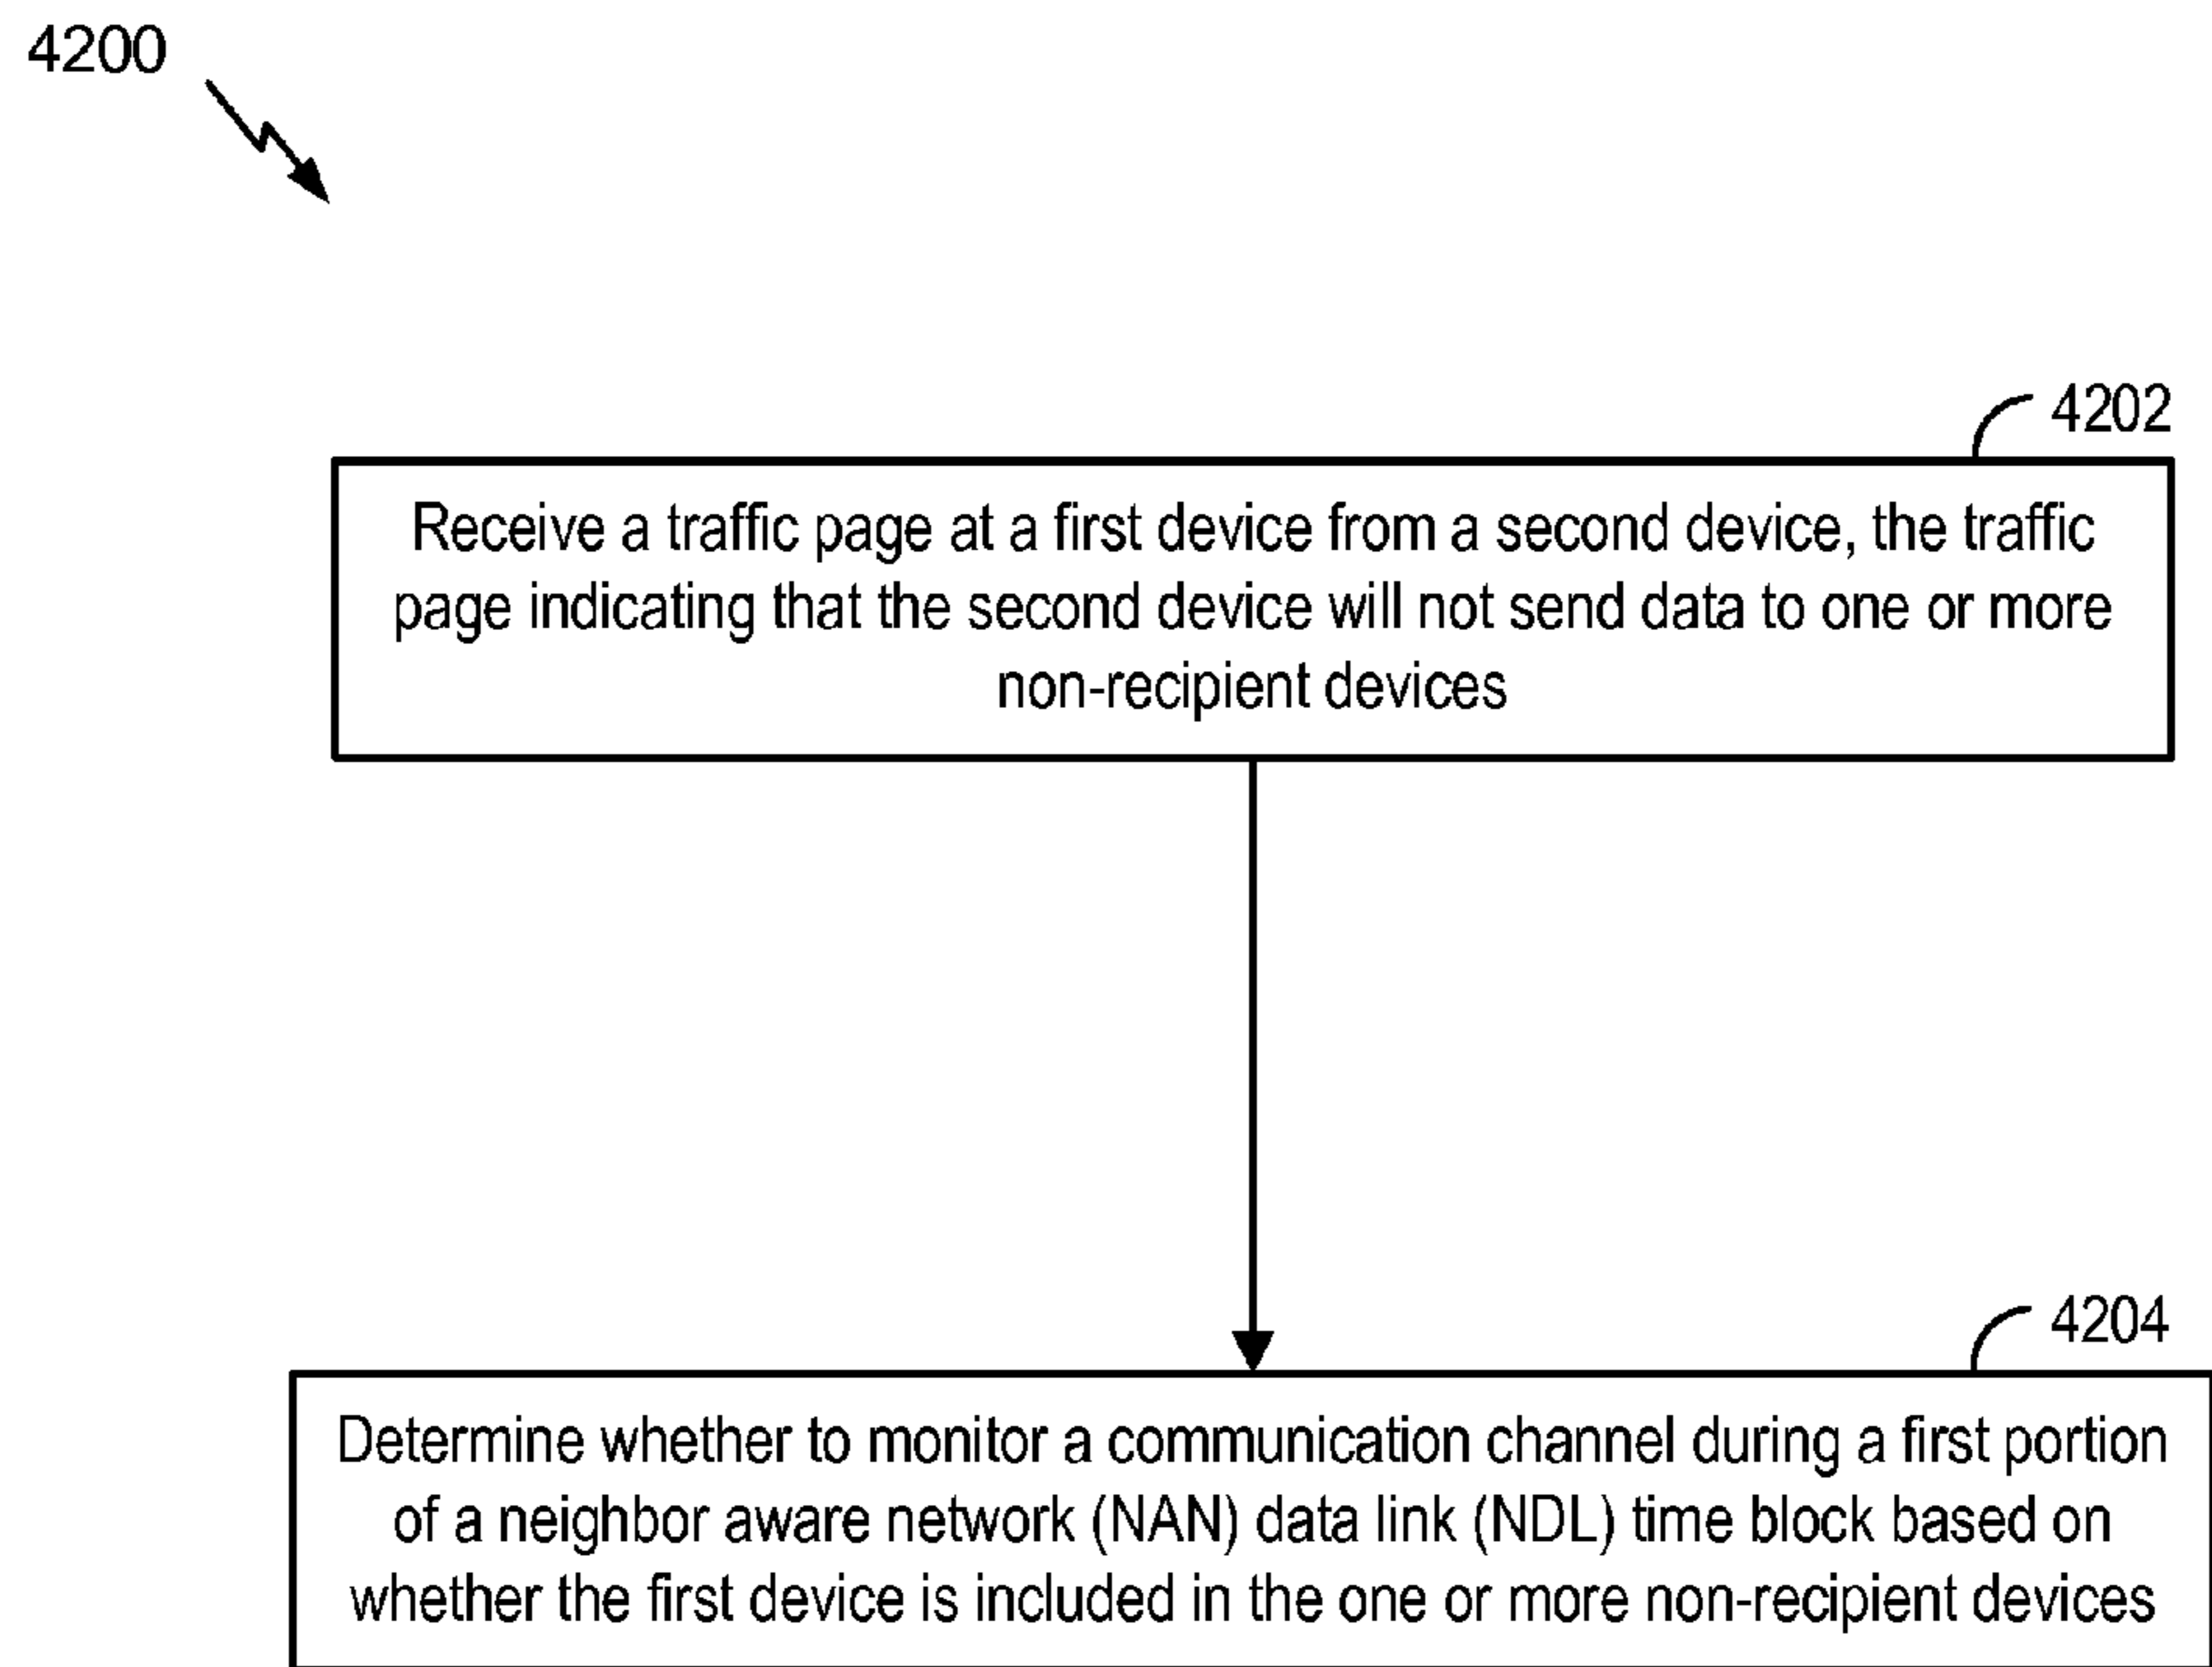 4200
4202
Receive a traffic page at a first device from a second device, the traffic
page indicating that the second device will not send data to one or more
non-recipient devices
4204
Determine whether to monitor a communication channel during a first portion
of a neighbor aware network (NAN) data link (NDL) time block based on
whether the first device is included in the one or more non-recipient devices